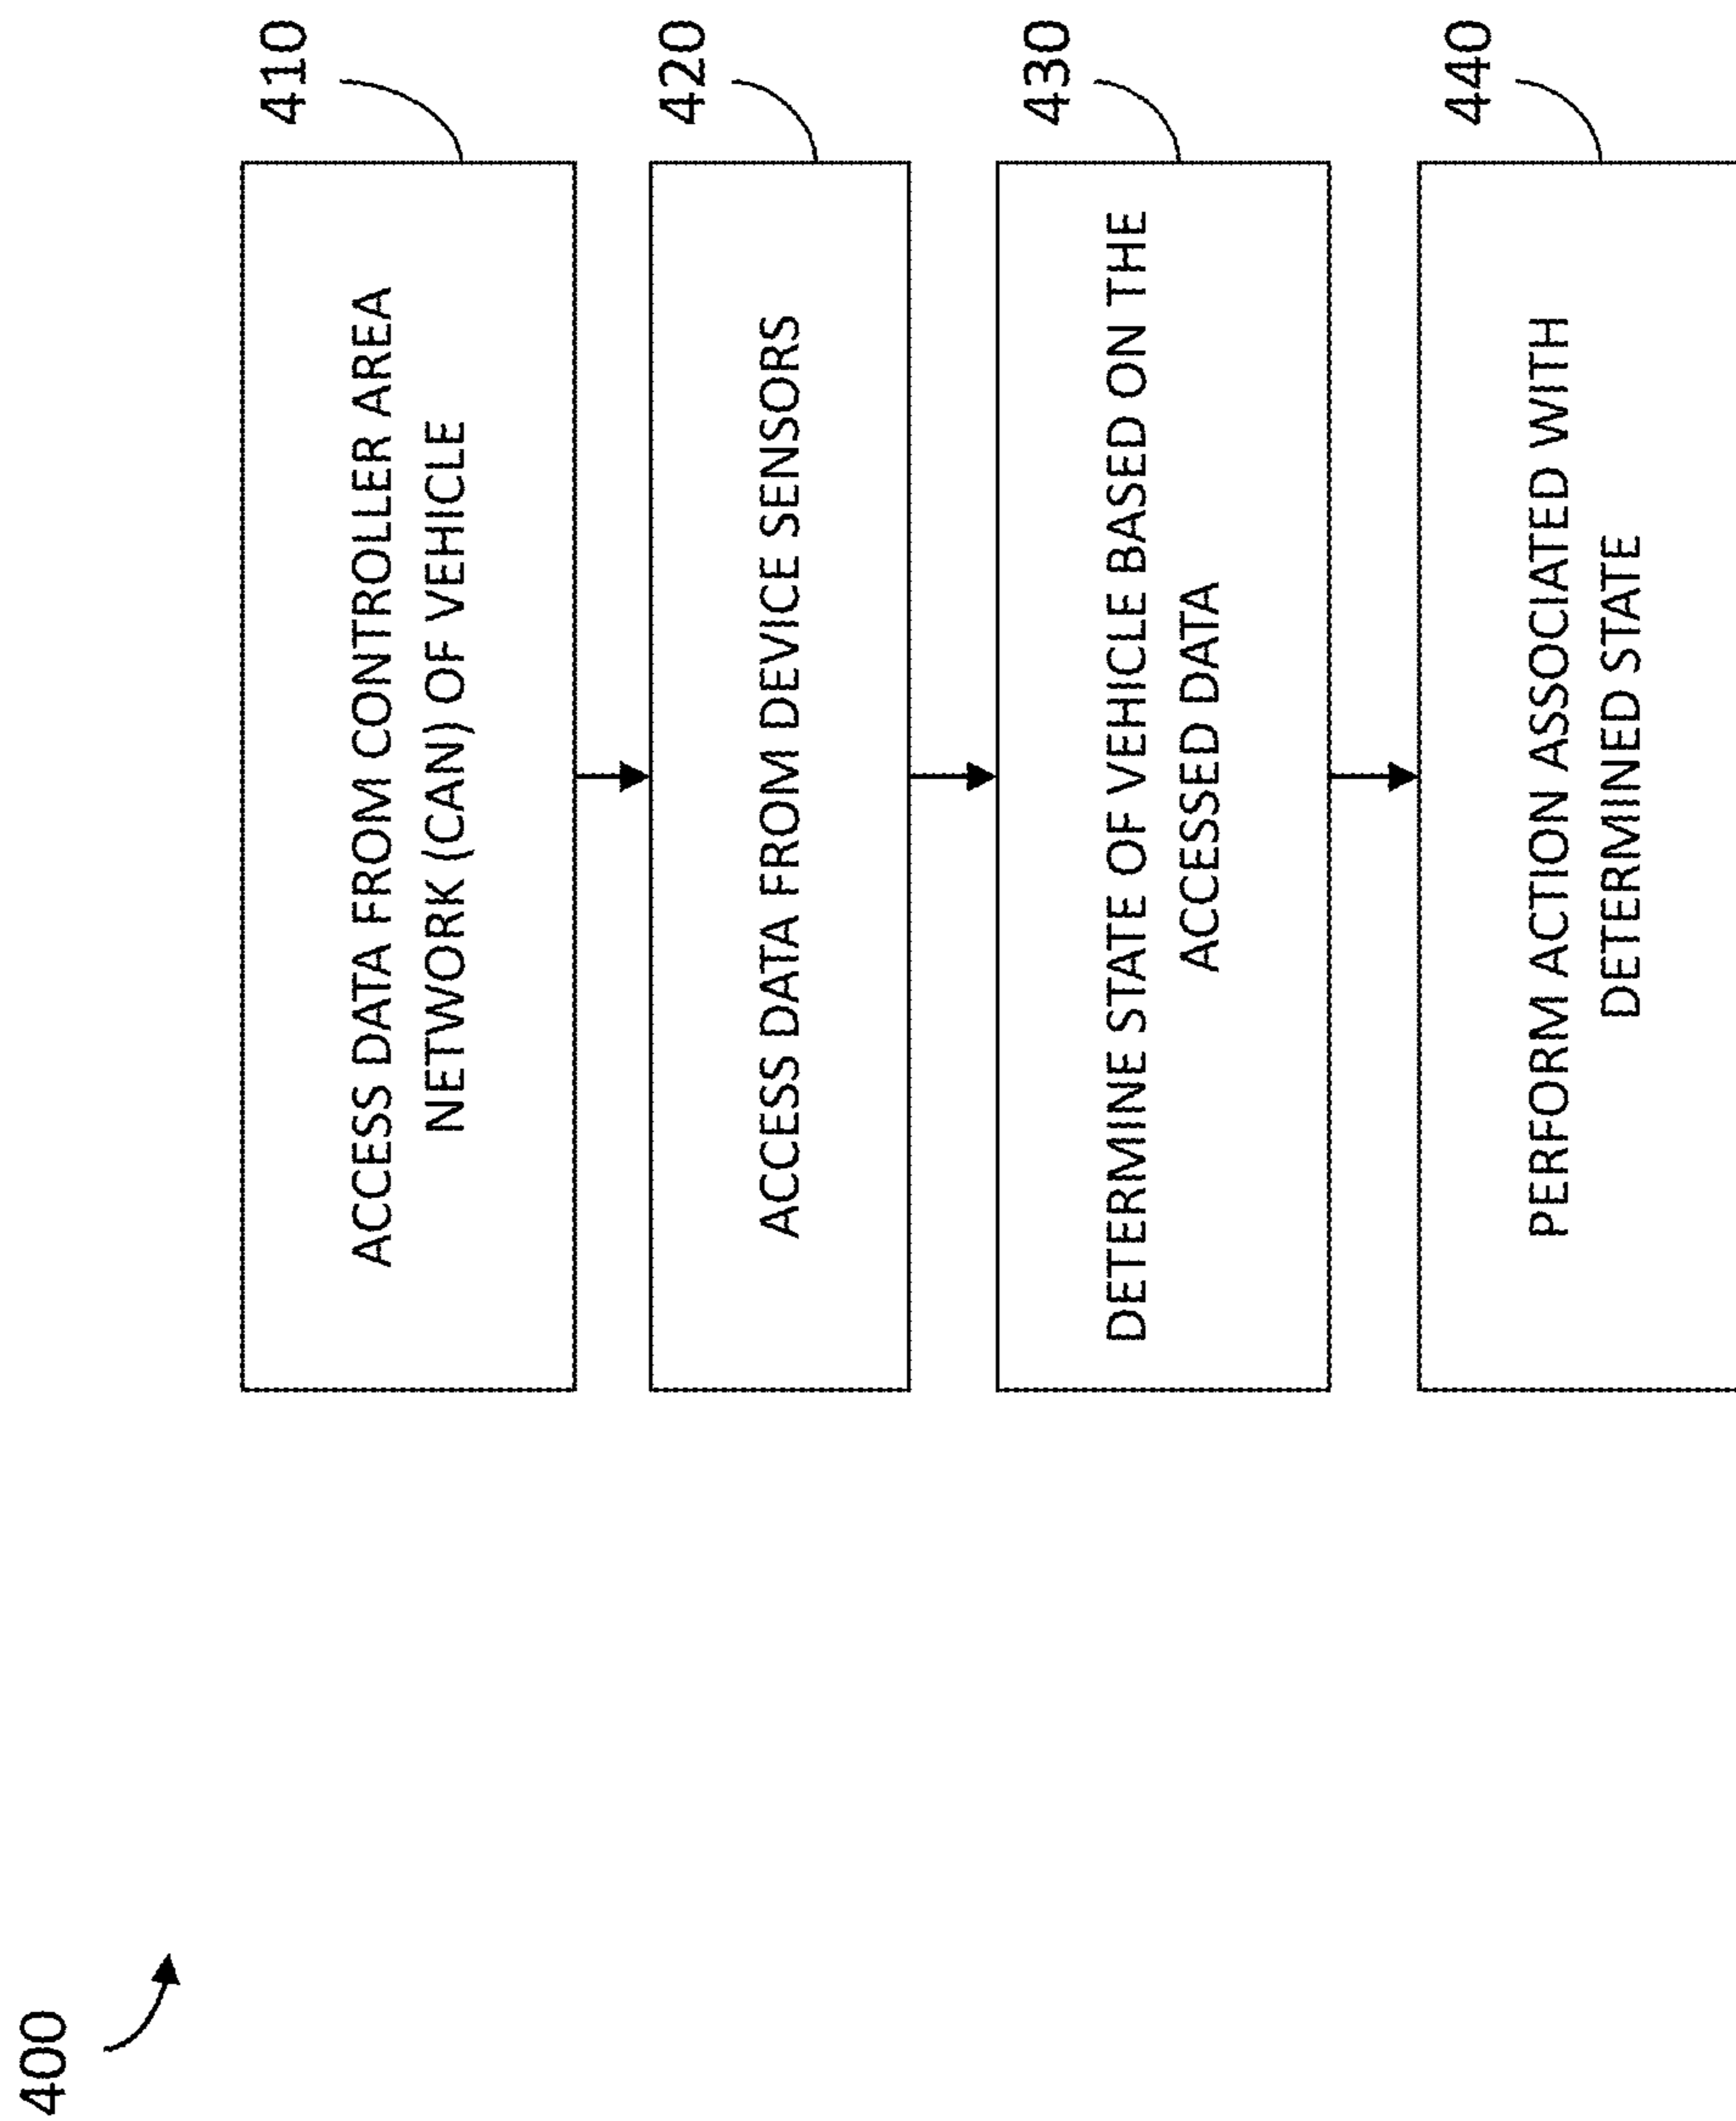 400
410
ACCESS DATA FROM CONTROLLER AREA
NETWORK (CAN) OF VEHICLE
420
ACCESS DATA FROM DEVICE SENSORS
430
DETERMINE STATE OF VEHICLE BASED ON THE
ACCESSED DATA
440
PERFORM ACTION ASSOCIATED WITH
DETERMINED STATE